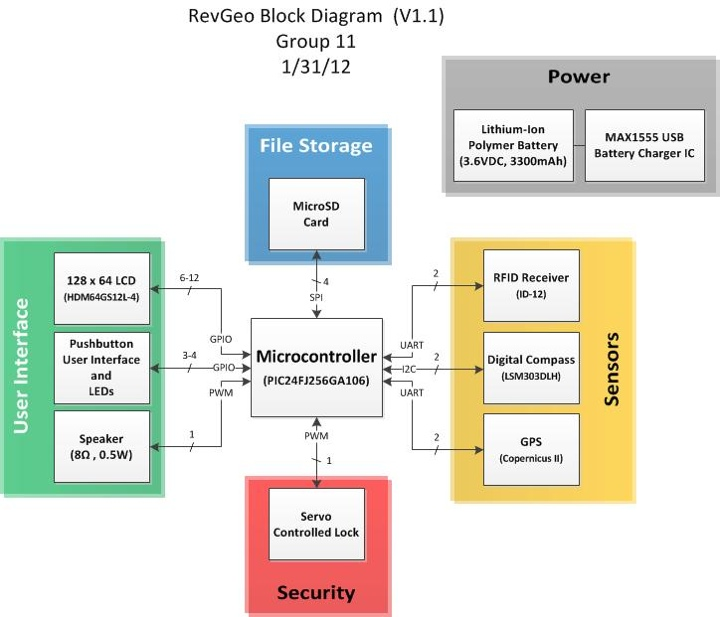 RevGeo Block Diagram (V1.1)
Group 11
1/31/12
Power
Lithium-Ion
Polymer Battery
(3.6VDC, 3300mAh)
MAX1555 USB
Battery Charger IC
File Storage
MicroSD
Card
4
SPI
User Interface
128 x 64 LCD
(HDM64GS12L-4)
6-12
GPIO
Pushbutton
User Interface
and
LEDs
3-4
GPIO
Speaker
(8Ω , 0.5W)
1
PWM
Microcontroller
(PIC24FJ256GA106)
Sensors
RFID Receiver
(ID-12)
2
UART
Digital Compass
(LSM303DLH)
2
I2C
GPS
(Copernicus II)
2
UART
PWM
1
Servo
Controlled Lock
Security